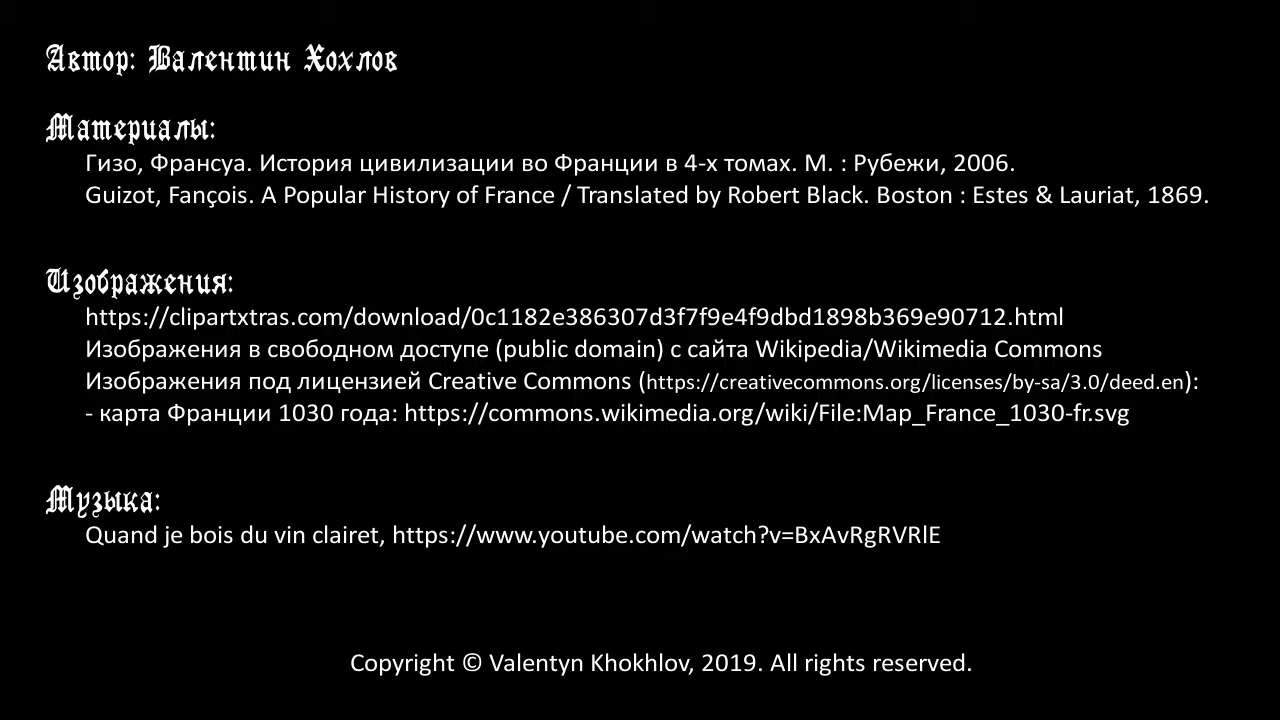 Автор: Валентин Хохлов
Материалы:
Гизо, Франсуа. История цивилизации во Франции в 4-х томах. М. : Рубежи, 2006.
Guizot, Fançois. A Popular History of France / Translated by Robert Black. Boston : Estes & Lauriat, 1869.
Изображения:
https://clipartxtras.com/download/0c1182e386307d3f7f9e4f9dbd1898b369e90712.html
Изображения в свободном доступе (public domain) с сайта Wikipedia/Wikimedia Commons
Изображения под лицензией Creative Commons (https://creativecommons.org/licenses/by-sa/3.0/deed.en):
- карта Франции 1030 года: https://commons.wikimedia.org/wiki/File:Map_France_1030-fr.svg
Музыка:
Quand je bois du vin clairet, https://www.youtube.com/watch?v=BxAvRgRVRlE
Copyright © Valentyn Khokhlov, 2019. All rights reserved.